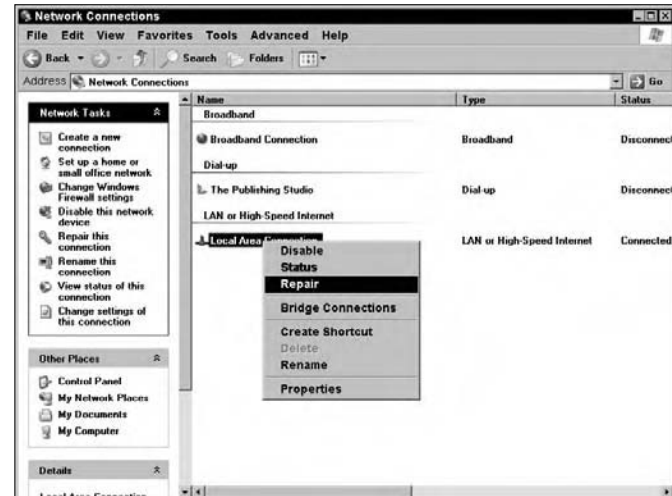 Network Connections
File Edit View Favorites Tools Advanced Help
Back Search Folders
Address Network Connections Go
Network Tasks
Create a new
connection
Set up a home or
small office network
Change Windows
Firewall settings
Disable this network
device
Repair this
connection
Rename this
connection
View status of this
connection
Change settings of
this connection
Other Places
Control Panel
My Network Places
My Documents
My Computer
Details
Local Area Connection
Name Type Status
Broadband
Broadband Connection Broadband Disconnect
Dial-up
The Publishing Studio Dial-up Disconnect
LAN or High-Speed Internet
Local Area Connection LAN or High-Speed Internet Connected
Disable
Status
Repair
Bridge Connections
Create Shortcut
Delete
Rename
Properties